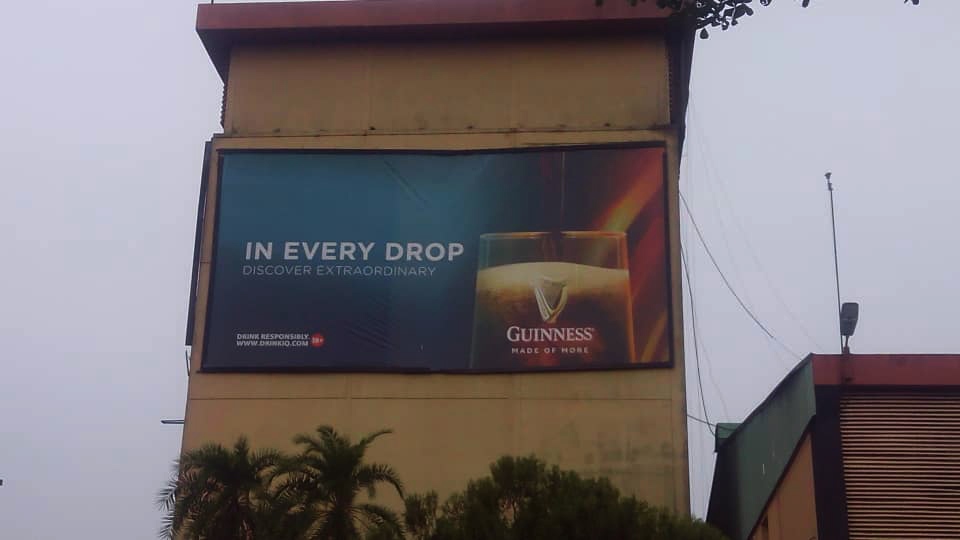 IN EVERY DROP
DISCOVER EXTRAORDINARY
DRINK RESPONSIBLY.
WWW.DRINKIQ.COM 18+
GUINNESS
MADE OF MORE